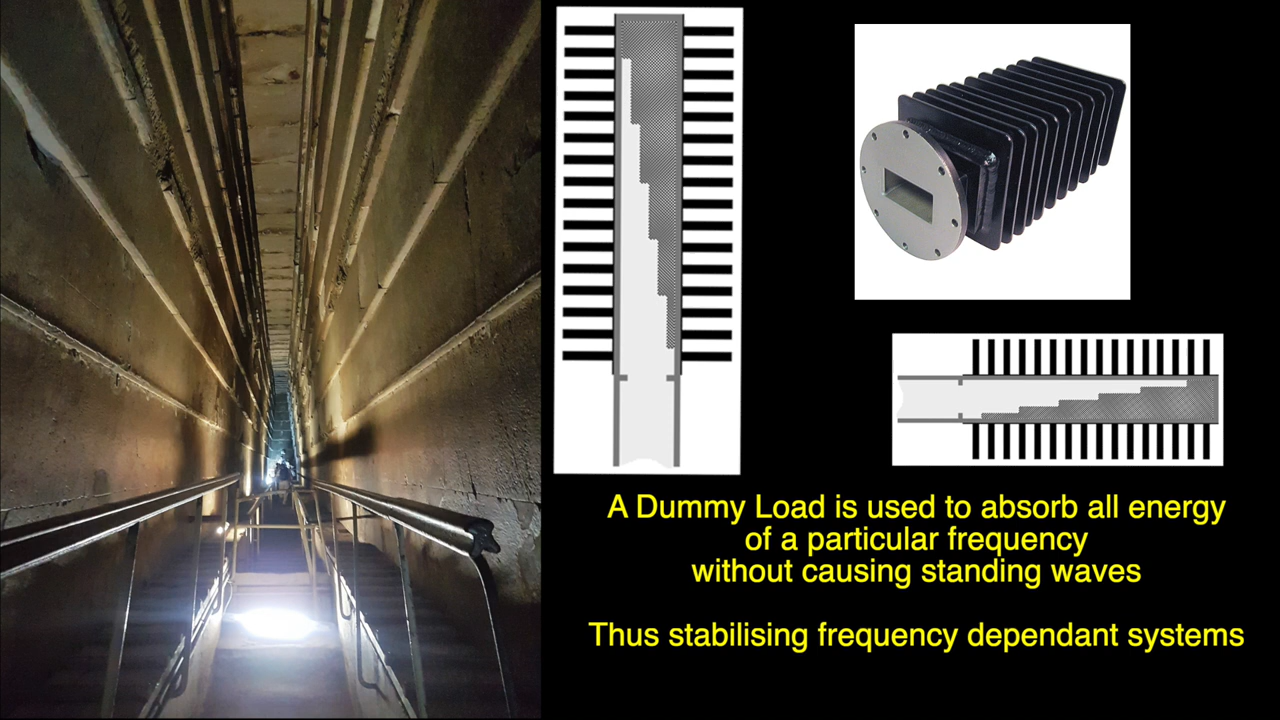 A Dummy Load is used to absorb all energy
of a particular frequency
without causing standing waves
Thus stabilising frequency dependant systems